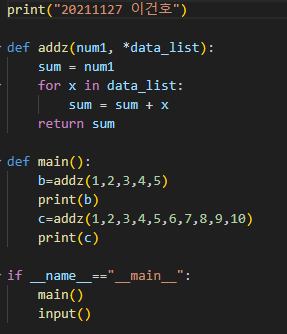 print("20211127 이건호")
def addz(num1, *data_list):
    sum = num1
    for x in data_list:
        sum = sum + x
    return sum
def main():
    b=addz(1,2,3,4,5)
    print(b)
    c=addz(1,2,3,4,5,6,7,8,9,10)
    print(c)
if __name__=="__main__":
    main()
    input()